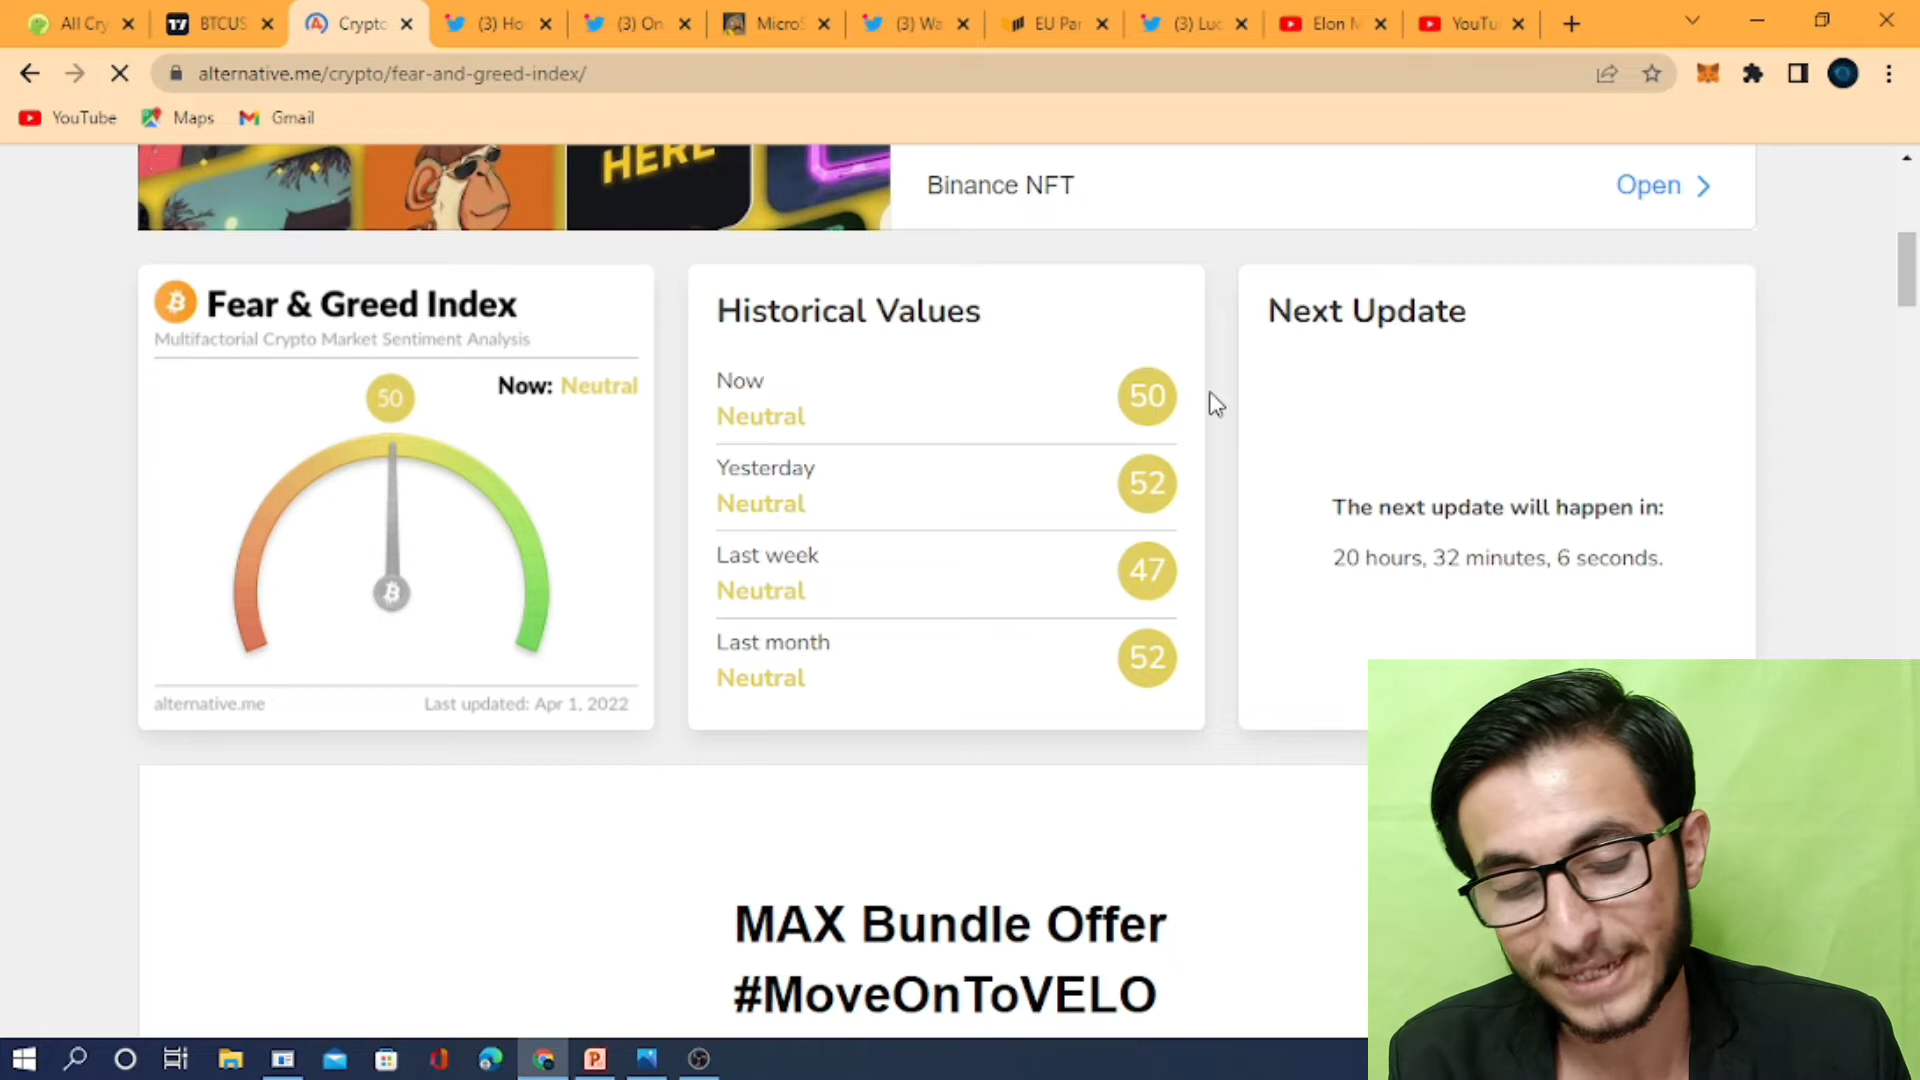 All Cry
BTCUS
Crypto
(3) Ho
(3) On
MicroS
(3) Wa
EU Par
(3) Luc
Elon M
YouTu
alternative.me/crypto/fear-and-greed-index/
YouTube
Maps
Gmail
HERE
Binance NFT
Open
Fear & Greed Index
Multifactorial Crypto Market Sentiment Analysis
Now: Neutral
50
alternative.me
Last updated: Apr 1, 2022
Historical Values
Now
Neutral
50
Yesterday
Neutral
52
Last week
Neutral
47
Last month
Neutral
52
Next Update
The next update will happen in:
20 hours, 32 minutes, 6 seconds.
MAX Bundle Offer
#MoveOnToVELO